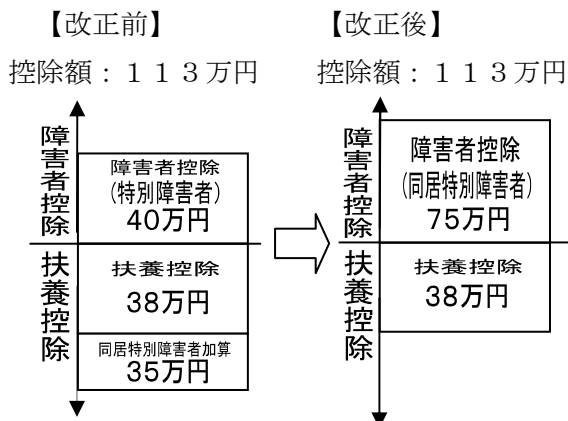 【改正前】
控除額：１１３万円
障害者控除
障害者控除
(特別障害者)
40万円
扶養控除
扶養控除
38万円
同居特別障害者加算
35万円
【改正後】
控除額：１１３万円
障害者控除
障害者控除
(同居特別障害者)
75万円
扶養控除
扶養控除
38万円